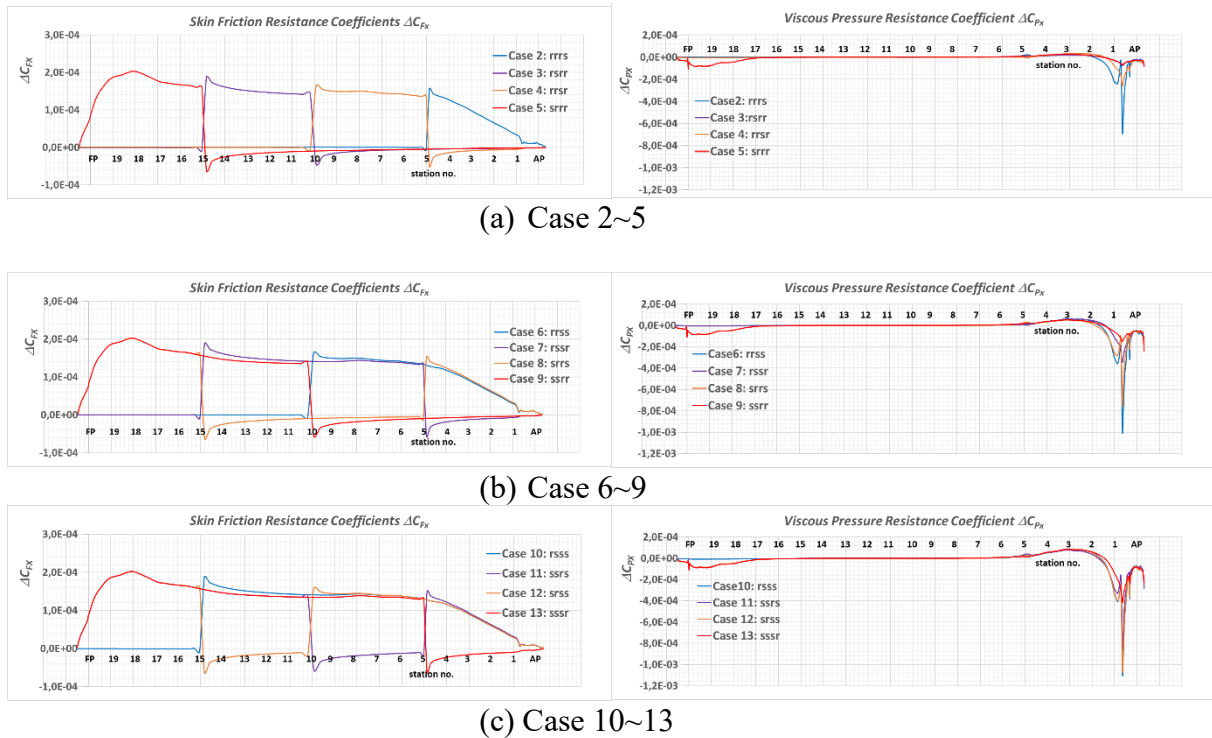 Skin Friction Resistance Coefficients ΔC_Fx
3,0E-04
2,0E-04
1,0E-04
0,0E+00
-1,0E-04
ΔC_FX
Case 2: rrrs
Case 3: rsrr
Case 4: rrsr
Case 5: srrr
FP 19 18 17 16 15 14 13 12 11 10 9 8 7 6 5 4 3 2 1 AP
station no.
Viscous Pressure Resistance Coefficient ΔC_Px
2,0E-04
0,0E+00
-2,0E-04
-4,0E-04
-6,0E-04
-8,0E-04
-1,0E-03
-1,2E-03
ΔC_PX
FP 19 18 17 16 15 14 13 12 11 10 9 8 7 6 5 4 3 2 1 AP
station no.
Case2: rrrs
Case 3:rsrr
Case 4: rrsr
Case 5: srrr
(a) Case 2~5
Skin Friction Resistance Coefficients ΔC_Fx
3,0E-04
2,0E-04
1,0E-04
0,0E+00
-1,0E-04
ΔC_FX
Case 6: rrss
Case 7: rssr
Case 8: srrs
Case 9: ssrr
FP 19 18 17 16 15 14 13 12 11 10 9 8 7 6 5 4 3 2 1 AP
station no.
Viscous Pressure Resistance Coefficient ΔC_Px
2,0E-04
0,0E+00
-2,0E-04
-4,0E-04
-6,0E-04
-8,0E-04
-1,0E-03
-1,2E-03
ΔC_PX
FP 19 18 17 16 15 14 13 12 11 10 9 8 7 6 5 4 3 2 1 AP
station no.
Case6: rrss
Case 7: rssr
Case 8: srrs
Case 9: ssrr
(b) Case 6~9
Skin Friction Resistance Coefficients ΔC_Fx
3,0E-04
2,0E-04
1,0E-04
0,0E+00
-1,0E-04
ΔC_FX
Case 10: rsss
Case 11: ssrs
Case 12: srss
Case 13: sssr
FP 19 18 17 16 15 14 13 12 11 10 9 8 7 6 5 4 3 2 1 AP
station no.
Viscous Pressure Resistance Coefficient ΔC_Px
2,0E-04
0,0E+00
-2,0E-04
-4,0E-04
-6,0E-04
-8,0E-04
-1,0E-03
-1,2E-03
ΔC_PX
FP 19 18 17 16 15 14 13 12 11 10 9 8 7 6 5 4 3 2 1 AP
station no.
Case10: rsss
Case 11: ssrs
Case 12: srss
Case 13: sssr
(c) Case 10~13